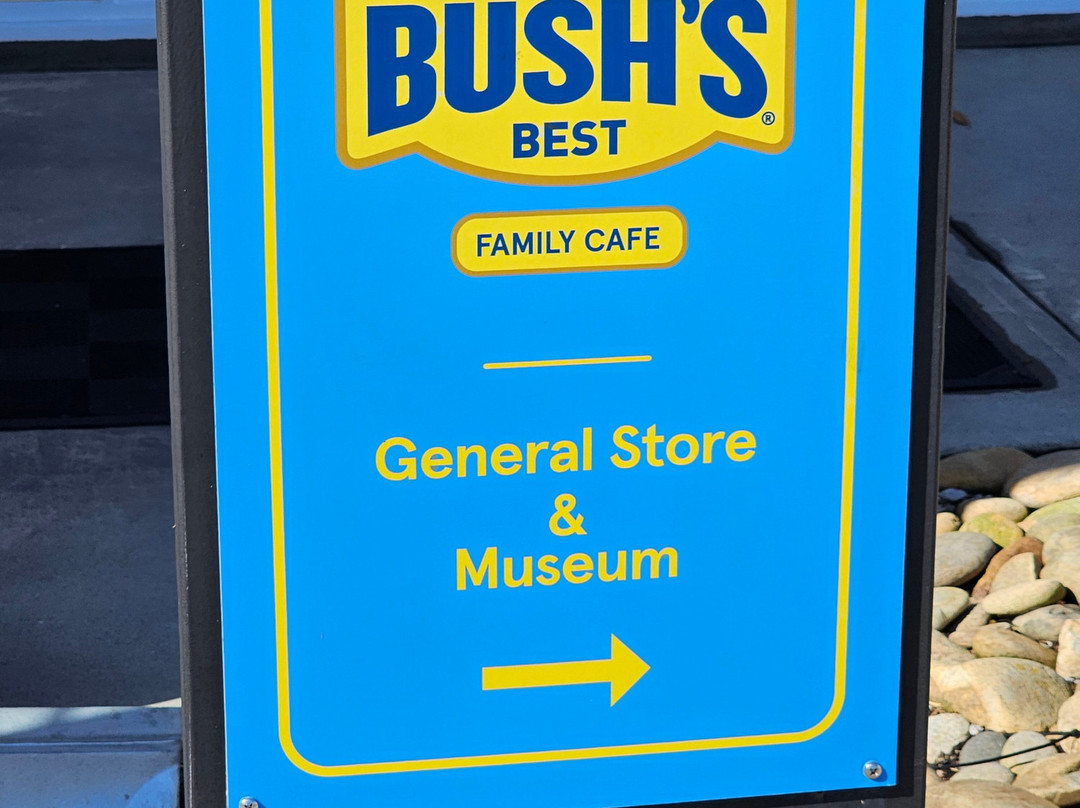 BUSH'S®
BEST
FAMILY CAFE
General Store
&
Museum